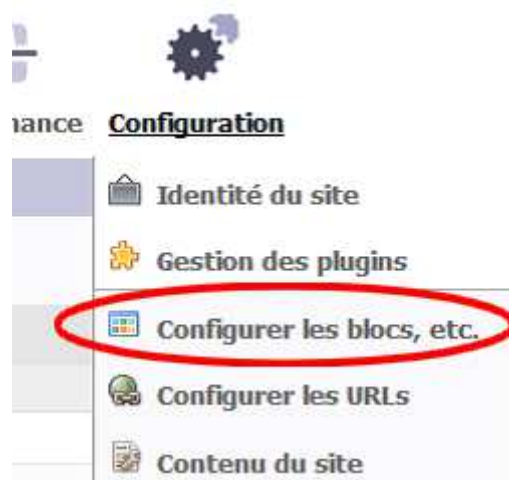 nance Configuration
Identité du site
Gestion des plugins
Configurer les blocs, etc.
Configurer les URLs
Contenu du site